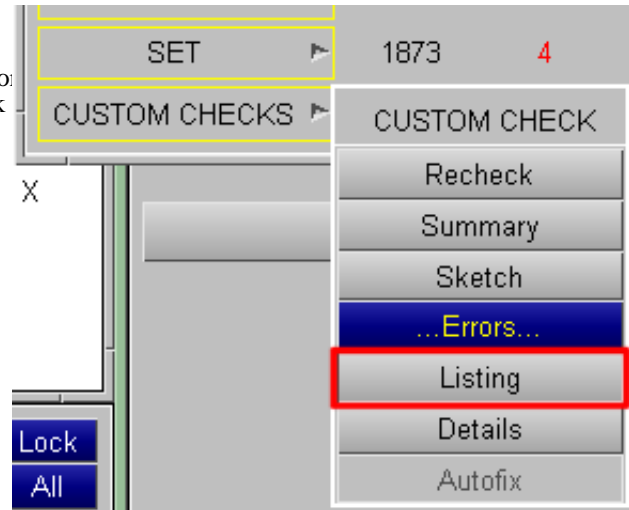 SET 1873 4
CUSTOM CHECKS
CUSTOM CHECK
X
Recheck
Summary
Sketch
...Errors...
Listing
Details
Autofix
Lock
All